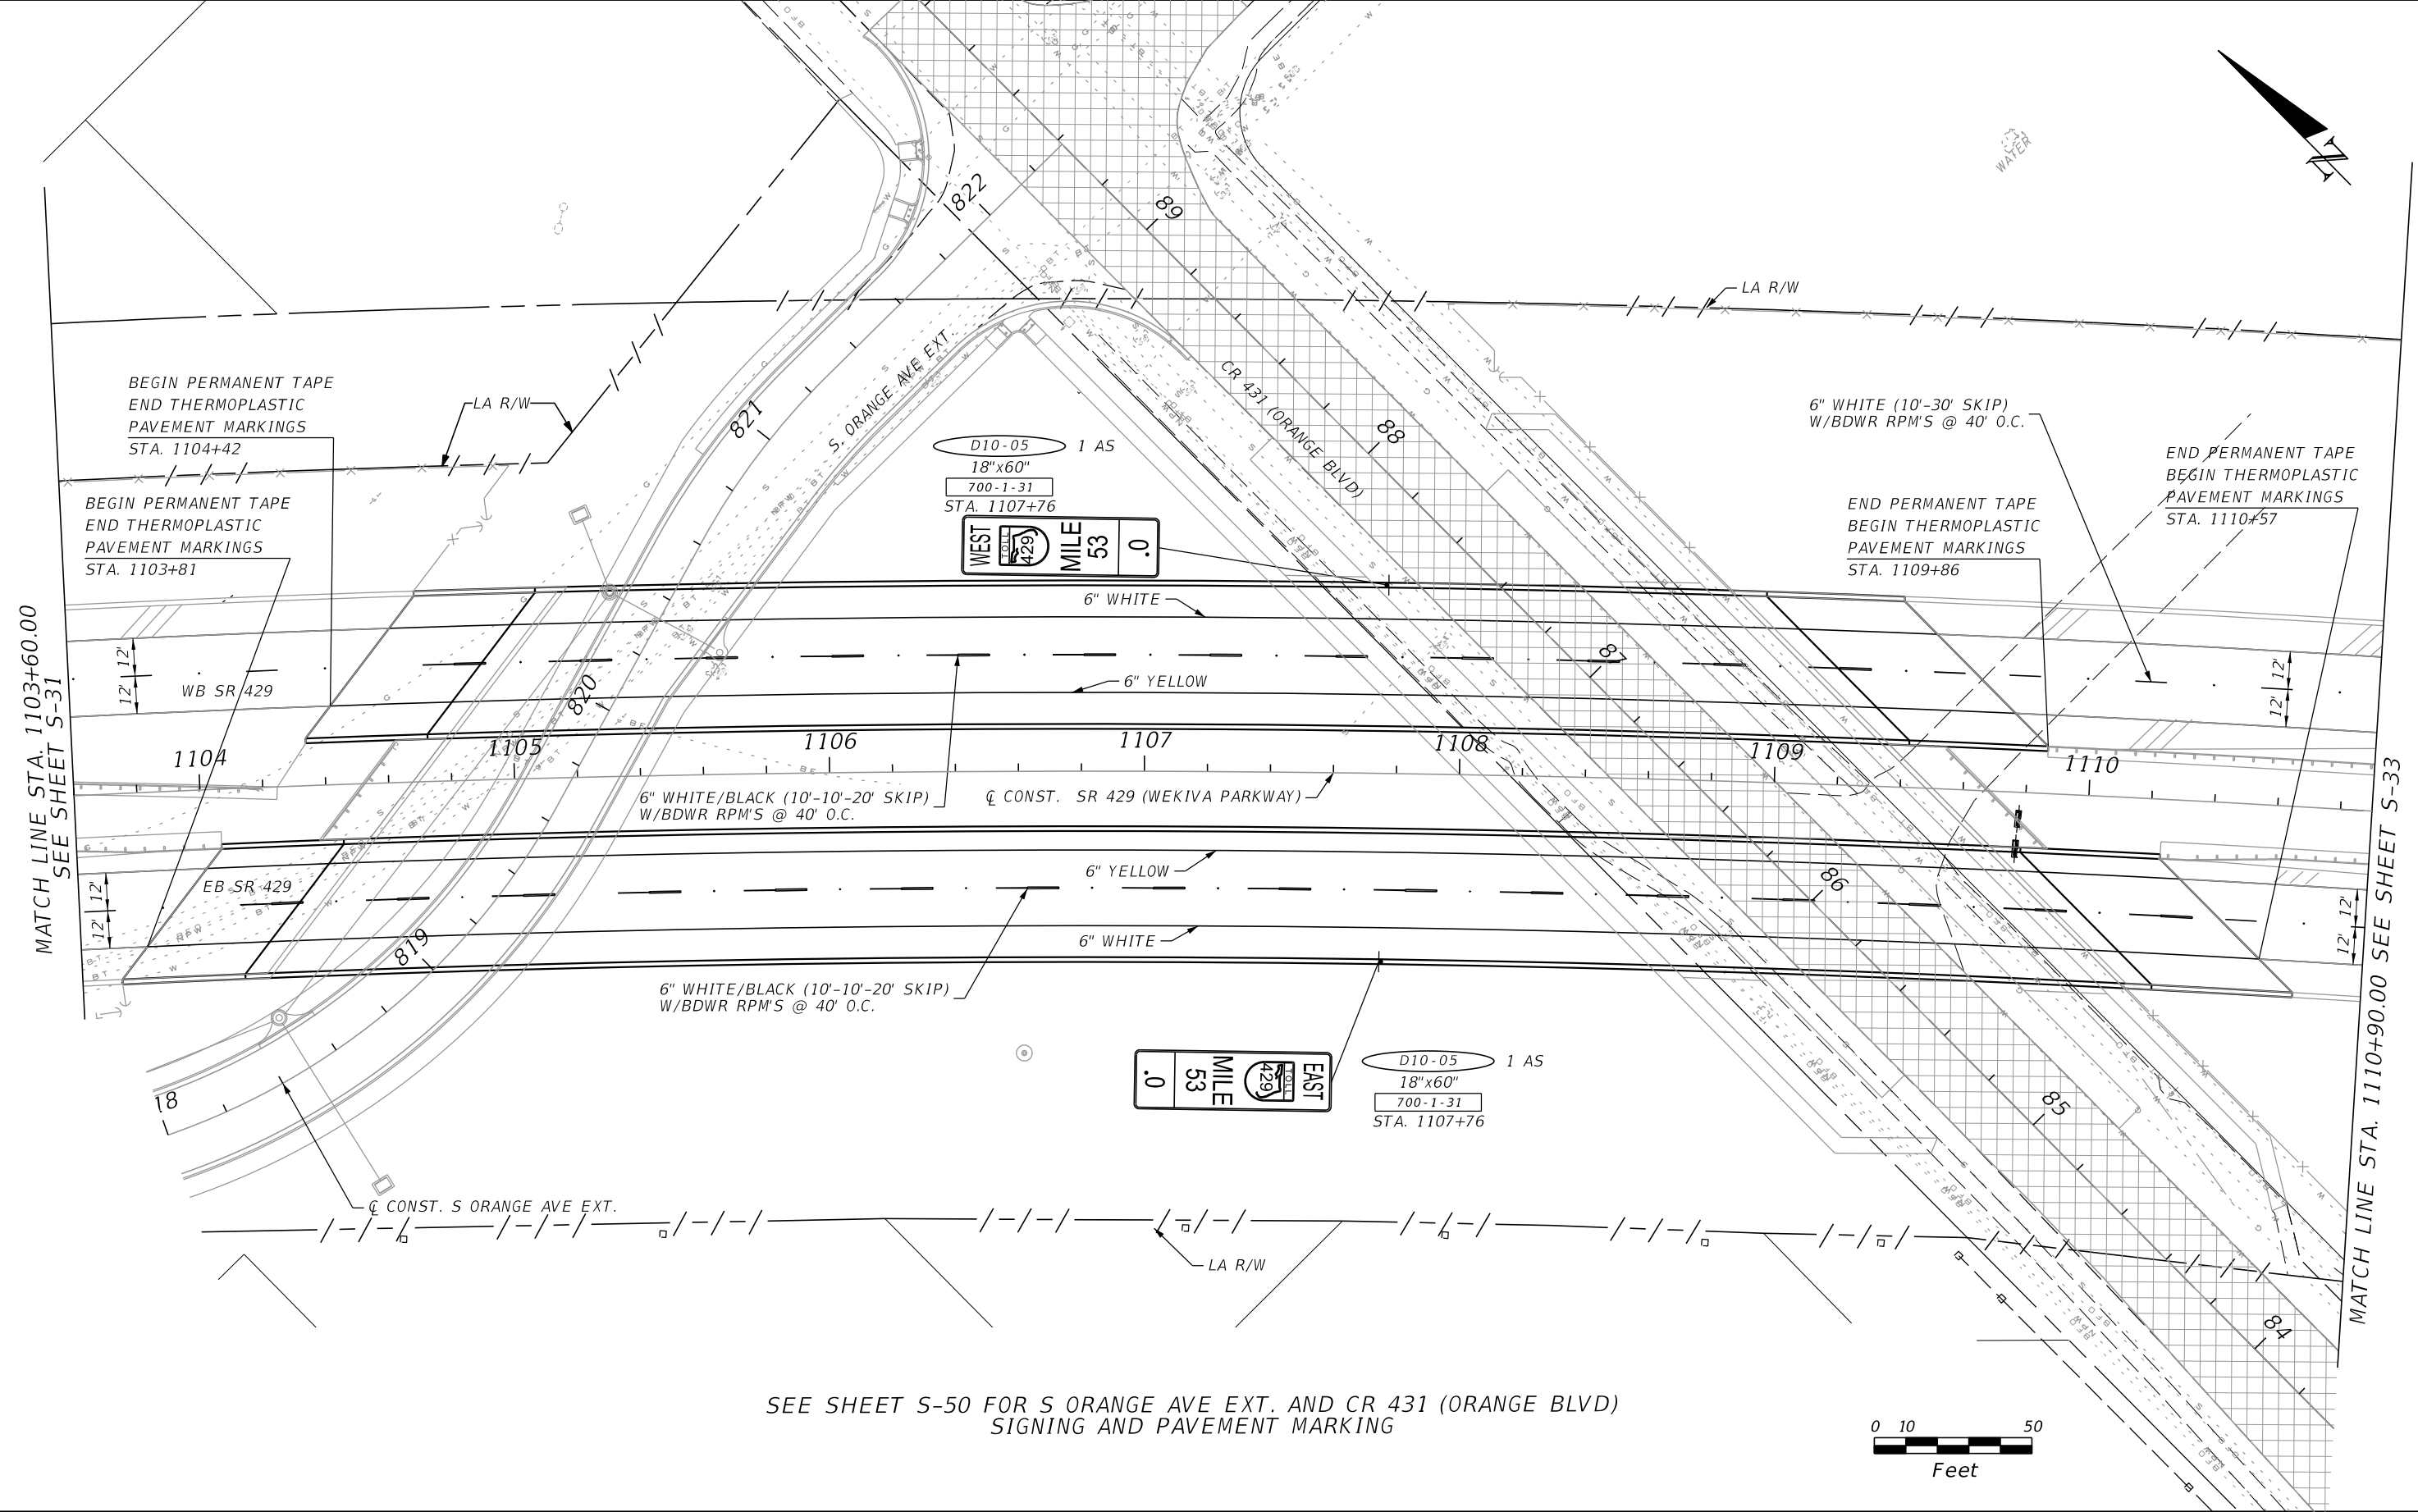 822
89
WATER
N
LA R/W
BEGIN PERMANENT TAPE
END THERMOPLASTIC
PAVEMENT MARKINGS
STA. 1104+42
LA R/W
821
S. ORANGE AVE EXT.
CR 431 (ORANGE BLVD)
88
D10-05
1 AS
18"x60"
700-1-31
STA. 1107+76
WEST
TOLL
429
MILE
53
.0
6" WHITE (10'-30' SKIP)
W/BDWR RPM'S @ 40' O.C.
END PERMANENT TAPE
BEGIN THERMOPLASTIC
PAVEMENT MARKINGS
STA. 1110+57
BEGIN PERMANENT TAPE
END THERMOPLASTIC
PAVEMENT MARKINGS
STA. 1103+81
END PERMANENT TAPE
BEGIN THERMOPLASTIC
PAVEMENT MARKINGS
STA. 1109+86
MATCH LINE STA. 1103+60.00
SEE SHEET S-31
6" WHITE
12'
12'
WB SR 429
820
6" YELLOW
87
12'
12'
1104
1105
1106
1107
1108
1109
1110
6" WHITE/BLACK (10'-10'-20' SKIP)
W/BDWR RPM'S @ 40' O.C.
℄ CONST. SR 429 (WEKIVA PARKWAY)
6" YELLOW
12'
12'
EB SR 429
86
12'
12'
819
6" WHITE
6" WHITE/BLACK (10'-10'-20' SKIP)
W/BDWR RPM'S @ 40' O.C.
MATCH LINE STA. 1110+90.00 SEE SHEET S-33
EAST
TOLL
429
MILE
53
.0
D10-05
1 AS
18"x60"
700-1-31
STA. 1107+76
85
18
℄ CONST. S ORANGE AVE EXT.
LA R/W
84
SEE SHEET S-50 FOR S ORANGE AVE EXT. AND CR 431 (ORANGE BLVD)
SIGNING AND PAVEMENT MARKING
0 10 50
Feet